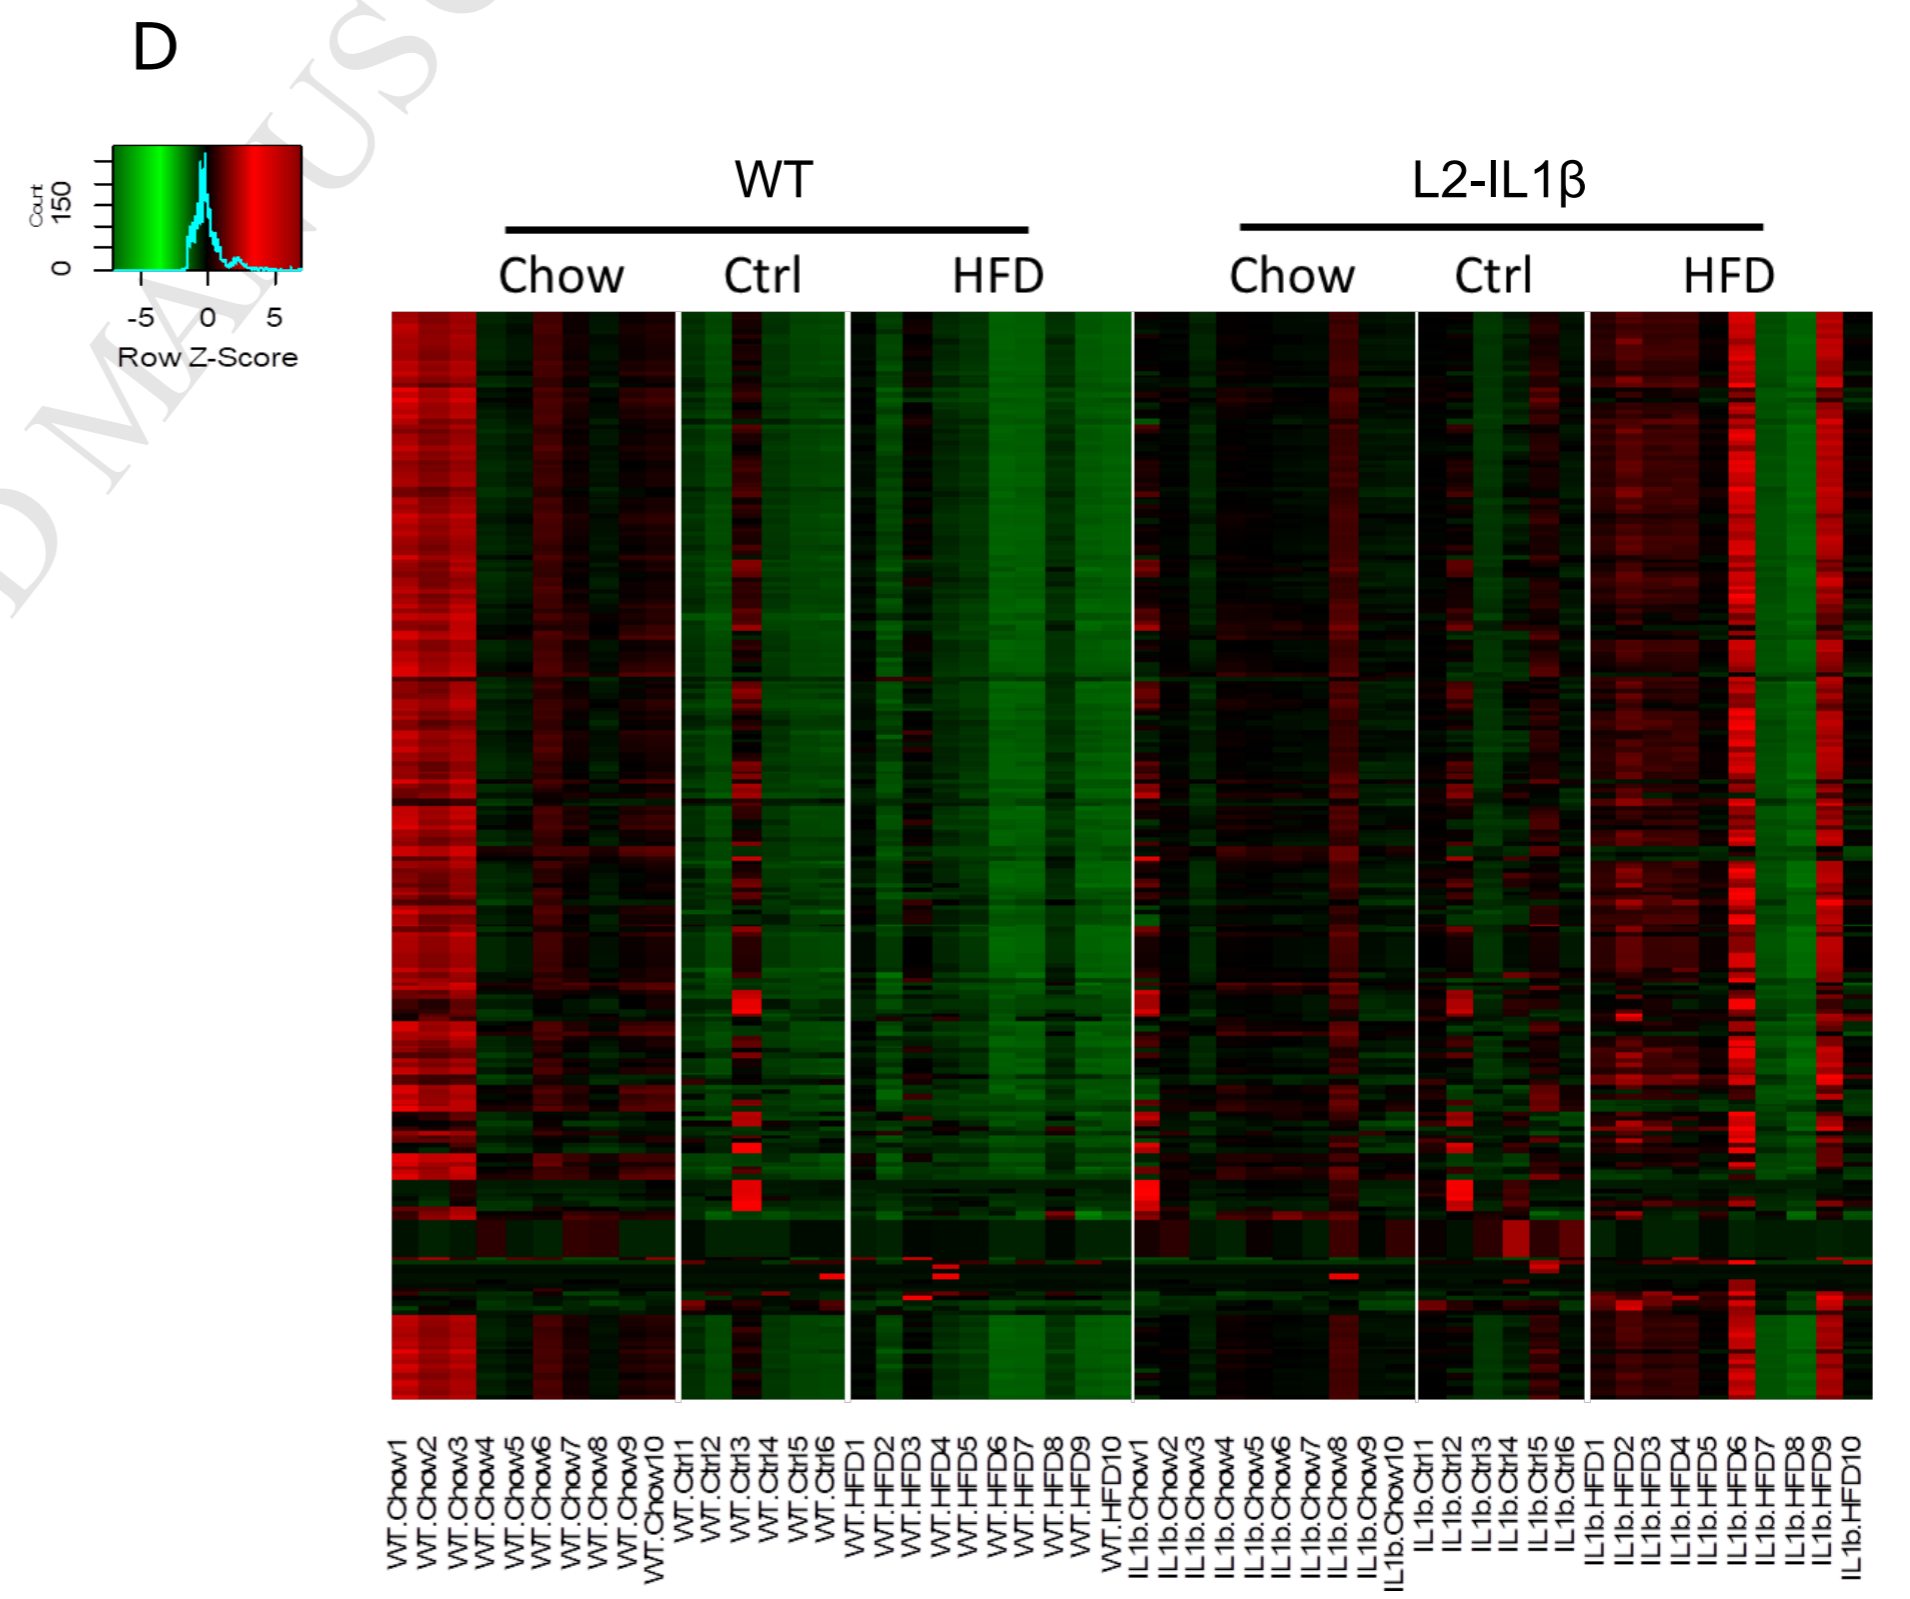 D
WT
L2-IL1β
Chow
Ctrl
HFD
Chow
Ctrl
HFD
Count
0
150
-5
0
5
Row Z-Score
WT.Chow1
WT.Chow2
WT.Chow3
WT.Chow4
WT.Chow5
WT.Chow6
WT.Chow7
WT.Chow8
WT.Chow9
WT.Chow10
WT.Ctrl1
WT.Ctrl2
WT.Ctrl3
WT.Ctrl4
WT.Ctrl5
WT.Ctrl6
WT.HFD1
WT.HFD2
WT.HFD3
WT.HFD4
WT.HFD5
WT.HFD6
WT.HFD7
WT.HFD8
WT.HFD9
WT.HFD10
IL1b.Chow1
IL1b.Chow2
IL1b.Chow3
IL1b.Chow4
IL1b.Chow5
IL1b.Chow6
IL1b.Chow7
IL1b.Chow8
IL1b.Chow9
IL1b.Chow10
IL1b.Ctrl1
IL1b.Ctrl2
IL1b.Ctrl3
IL1b.Ctrl4
IL1b.Ctrl5
IL1b.Ctrl6
IL1b.HFD1
IL1b.HFD2
IL1b.HFD3
IL1b.HFD4
IL1b.HFD5
IL1b.HFD6
IL1b.HFD7
IL1b.HFD8
IL1b.HFD9
IL1b.HFD10
D MANUSC